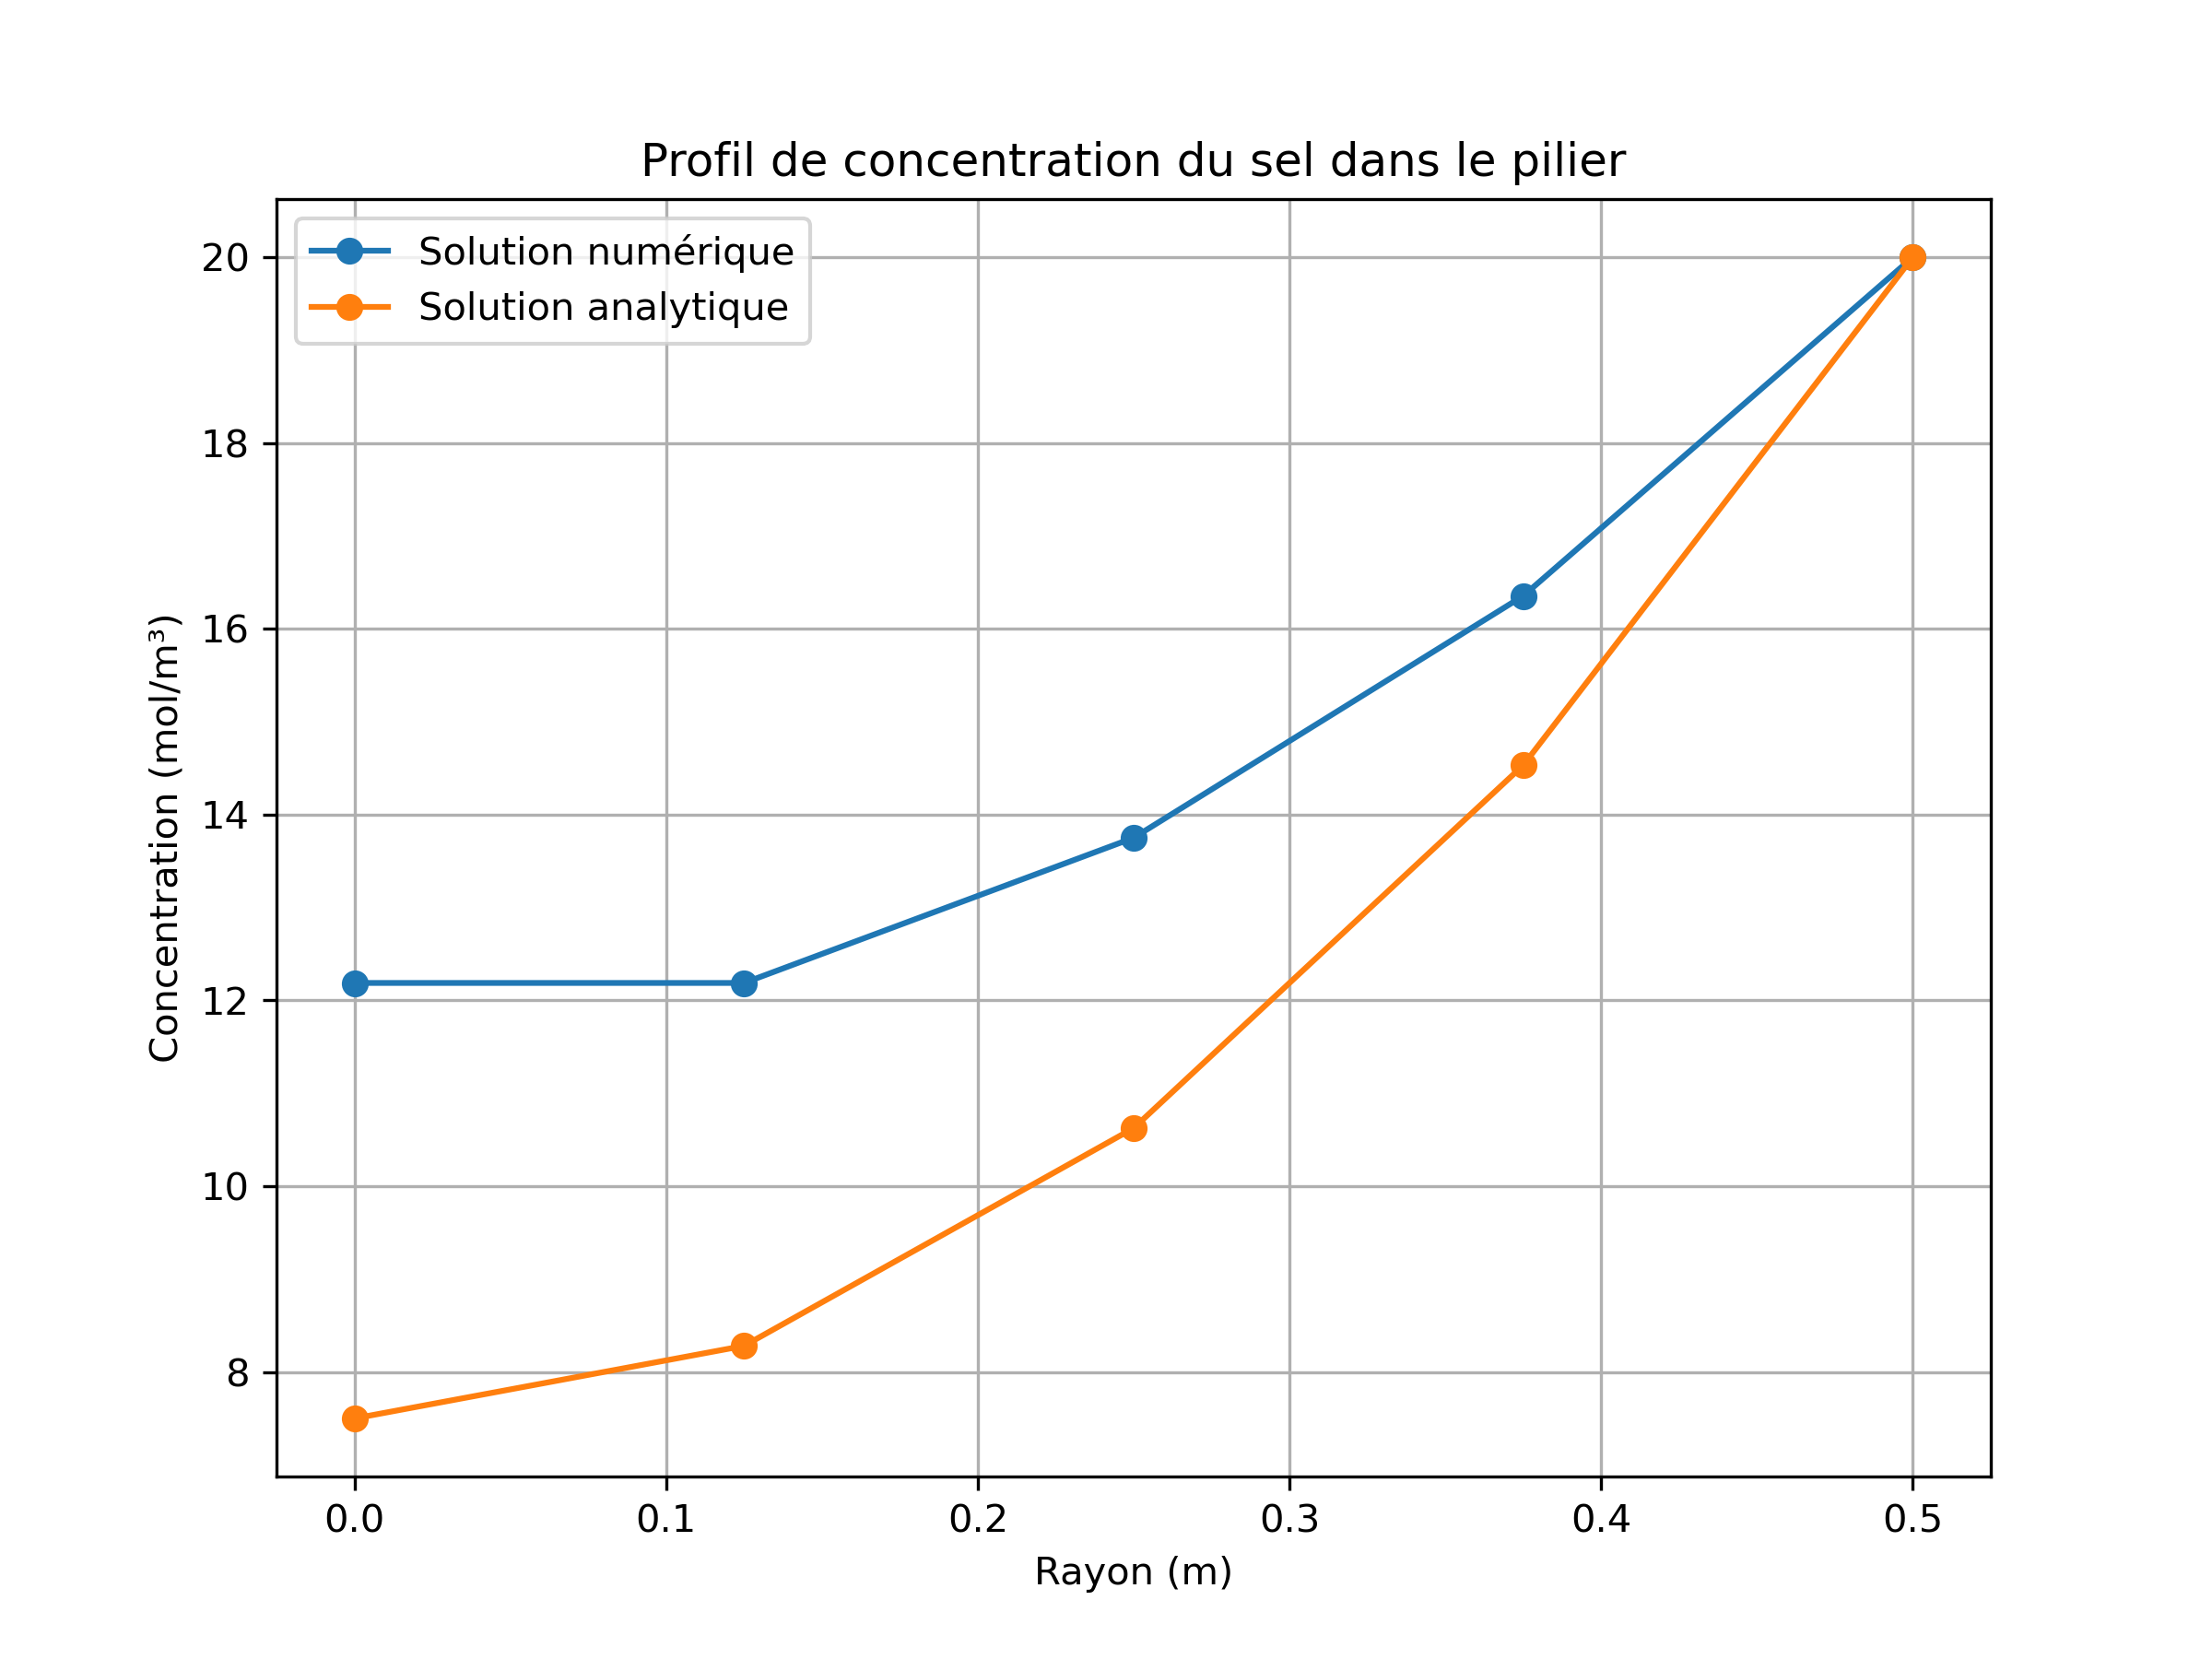 Profil de concentration du sel dans le pilier
Solution numérique
Solution analytique
20
18
16
14
12
10
8
Concentration (mol/m³)
0.0 0.1 0.2 0.3 0.4 0.5
Rayon (m)